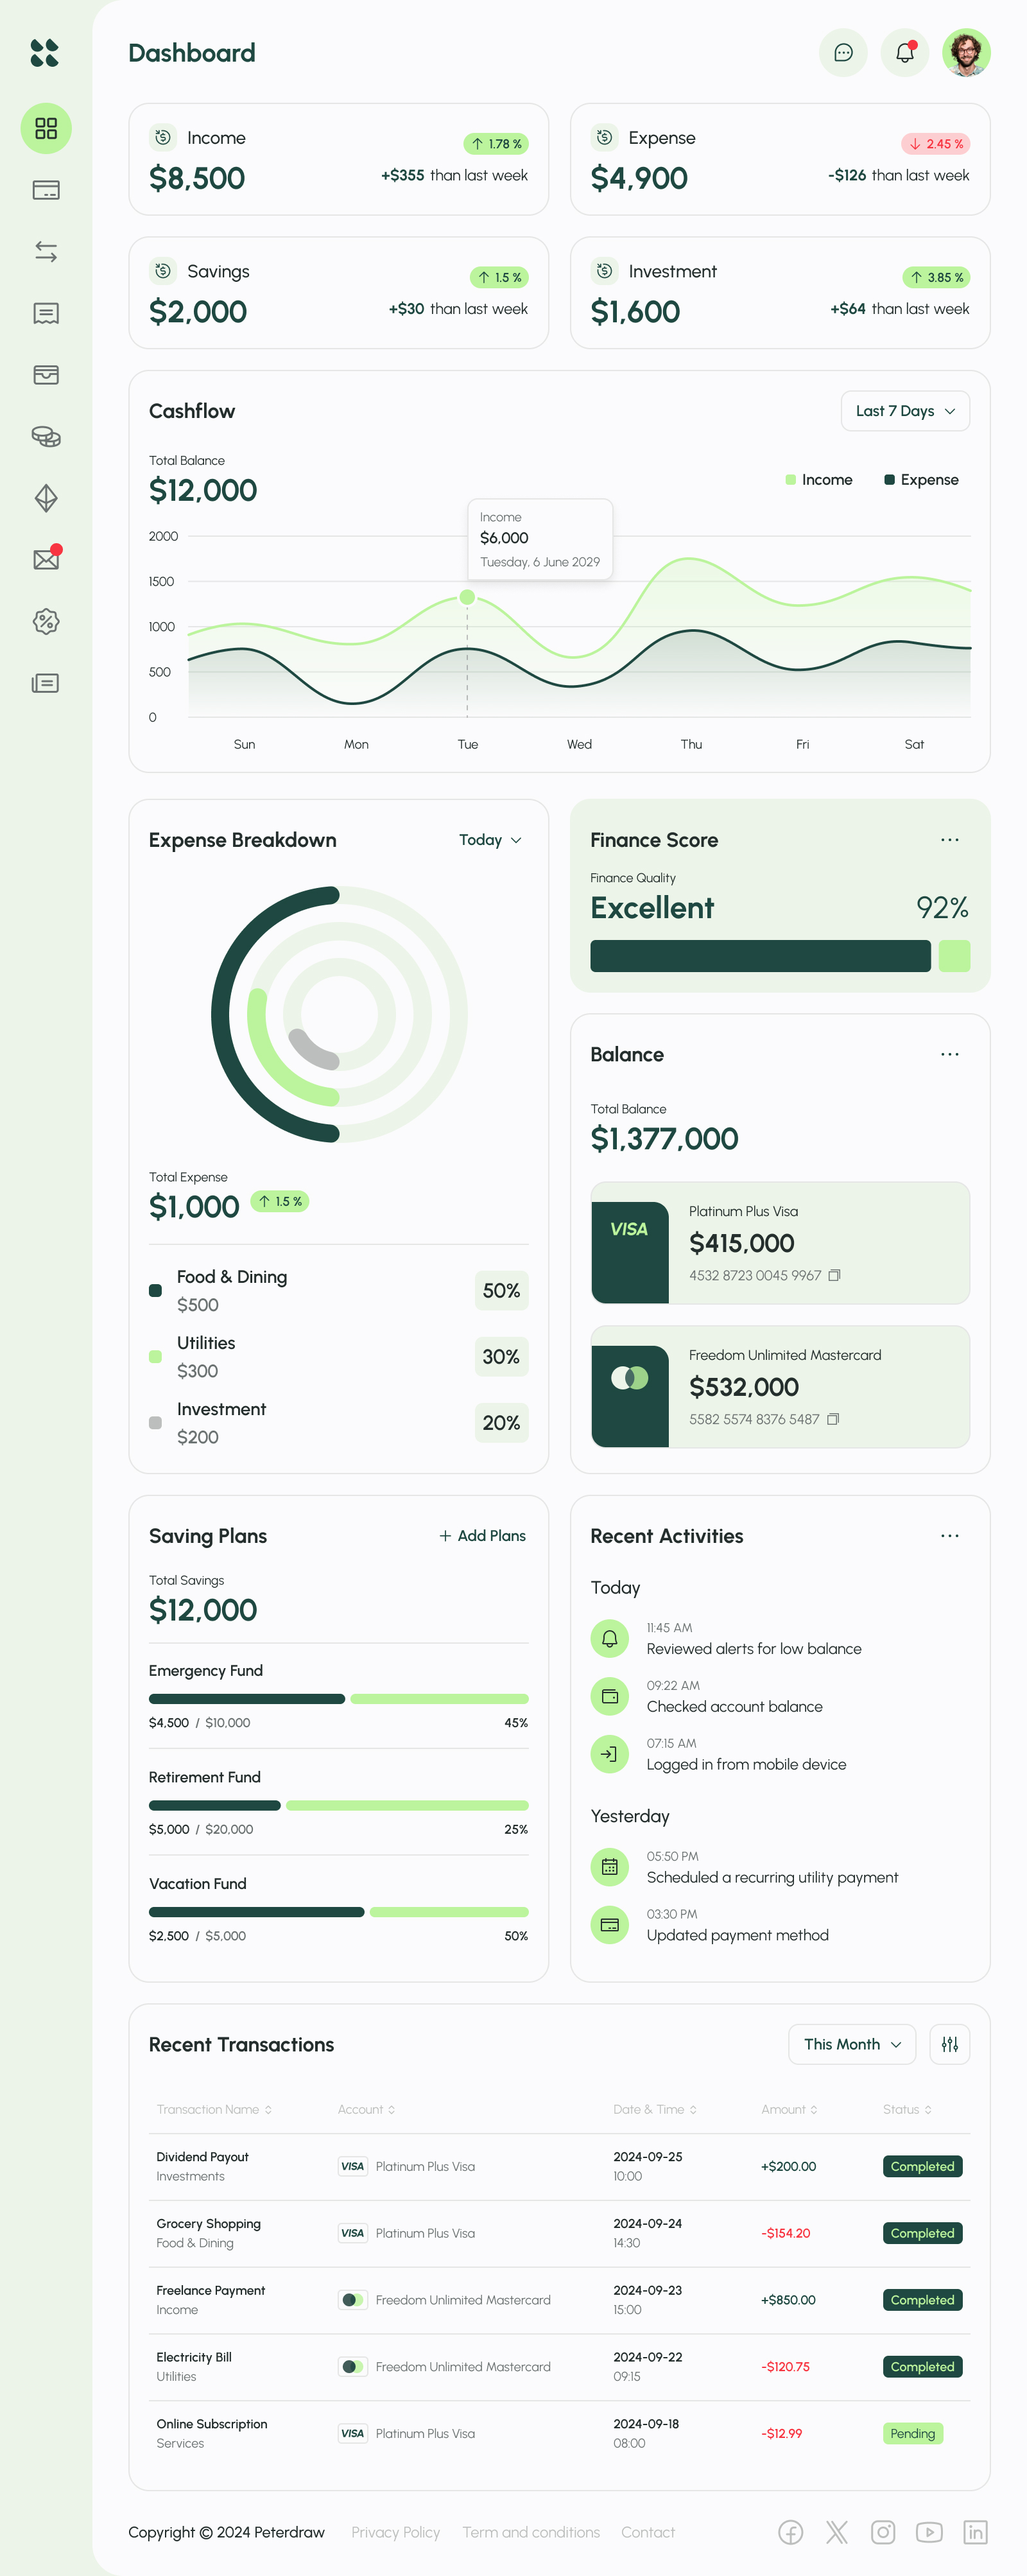 Dashboard
Income
1.78 %
$8,500
+$355 than last week
Expense
2.45 %
$4,900
-$126 than last week
Savings
1.5 %
$2,000
+$30 than last week
Investment
3.85 %
$1,600
+$64 than last week
Cashflow
Last 7 Days
Total Balance
$12,000
Income
Expense
Income
$6,000
Tuesday, 6 June 2029
2000
1500
1000
500
0
Sun Mon Tue Wed Thu Fri Sat
Expense Breakdown
Today
Total Expense
$1,000
1.5 %
Food & Dining
$500
50%
Utilities
$300
30%
Investment
$200
20%
Finance Score
Finance Quality
Excellent
92%
Balance
Total Balance
$1,377,000
VISA
Platinum Plus Visa
$415,000
4532 8723 0045 9967
Freedom Unlimited Mastercard
$532,000
5582 5574 8376 5487
Saving Plans
Add Plans
Total Savings
$12,000
Emergency Fund
$4,500 / $10,000
45%
Retirement Fund
$5,000 / $20,000
25%
Vacation Fund
$2,500 / $5,000
50%
Recent Activities
Today
11:45 AM
Reviewed alerts for low balance
09:22 AM
Checked account balance
07:15 AM
Logged in from mobile device
Yesterday
05:50 PM
Scheduled a recurring utility payment
03:30 PM
Updated payment method
Recent Transactions
This Month
Transaction Name Account Date & Time Amount Status
Dividend Payout
Investments
VISA Platinum Plus Visa
2024-09-25
10:00
+$200.00
Completed
Grocery Shopping
Food & Dining
VISA Platinum Plus Visa
2024-09-24
14:30
-$154.20
Completed
Freelance Payment
Income
Freedom Unlimited Mastercard
2024-09-23
15:00
+$850.00
Completed
Electricity Bill
Utilities
Freedom Unlimited Mastercard
2024-09-22
09:15
-$120.75
Completed
Online Subscription
Services
VISA Platinum Plus Visa
2024-09-18
08:00
-$12.99
Pending
Copyright © 2024 Peterdraw
Privacy Policy
Term and conditions
Contact